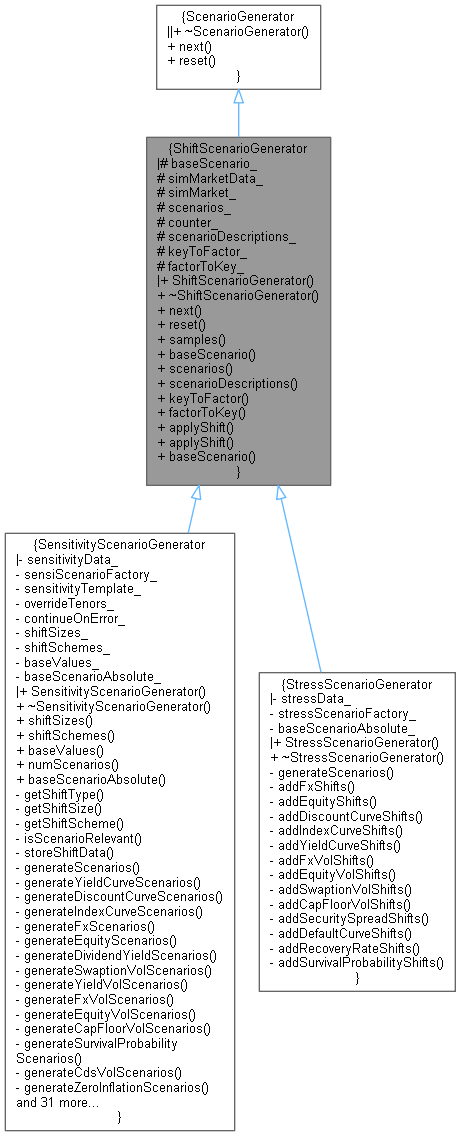 {ScenarioGenerator
||+ ~ScenarioGenerator()
+ next()
+ reset()
}
{ShiftScenarioGenerator
|# baseScenario_
# simMarketData_
# simMarket_
# scenarios_
# counter_
# scenarioDescriptions_
# keyToFactor_
# factorToKey_
|+ ShiftScenarioGenerator()
+ ~ShiftScenarioGenerator()
+ next()
+ reset()
+ samples()
+ baseScenario()
+ scenarios()
+ scenarioDescriptions()
+ keyToFactor()
+ factorToKey()
+ applyShift()
+ applyShift()
+ baseScenario()
}
{SensitivityScenarioGenerator
|- sensitivityData_
- sensiScenarioFactory_
- sensitivityTemplate_
- overrideTenors_
- continueOnError_
- shiftSizes_
- shiftSchemes_
- baseValues_
- baseScenarioAbsolute_
|+ SensitivityScenarioGenerator()
+ ~SensitivityScenarioGenerator()
+ shiftSizes()
+ shiftSchemes()
+ baseValues()
+ numScenarios()
+ baseScenarioAbsolute()
- getShiftType()
- getShiftSize()
- getShiftScheme()
- isScenarioRelevant()
- storeShiftData()
- generateScenarios()
- generateYieldCurveScenarios()
- generateDiscountCurveScenarios()
- generateIndexCurveScenarios()
- generateFxScenarios()
- generateEquityScenarios()
- generateDividendYieldScenarios()
- generateSwaptionVolScenarios()
- generateYieldVolScenarios()
- generateFxVolScenarios()
- generateEquityVolScenarios()
- generateCapFloorVolScenarios()
- generateSurvivalProbability
Scenarios()
- generateCdsVolScenarios()
- generateZeroInflationScenarios()
and 31 more...
}
{StressScenarioGenerator
|- stressData_
- stressScenarioFactory_
- baseScenarioAbsolute_
|+ StressScenarioGenerator()
+ ~StressScenarioGenerator()
- generateScenarios()
- addFxShifts()
- addEquityShifts()
- addDiscountCurveShifts()
- addIndexCurveShifts()
- addYieldCurveShifts()
- addFxVolShifts()
- addEquityVolShifts()
- addSwaptionVolShifts()
- addCapFloorVolShifts()
- addSecuritySpreadShifts()
- addDefaultCurveShifts()
- addRecoveryRateShifts()
- addSurvivalProbabilityShifts()
}